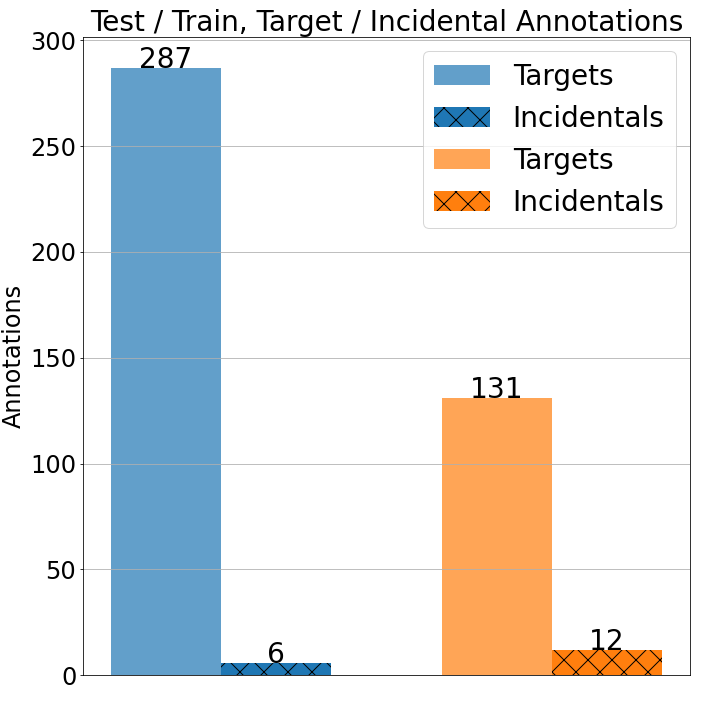 Test / Train, Target / Incidental Annotations
300
250
200
150
100
50
0
Annotations
287
6
131
12
Targets
Incidentals
Targets
Incidentals